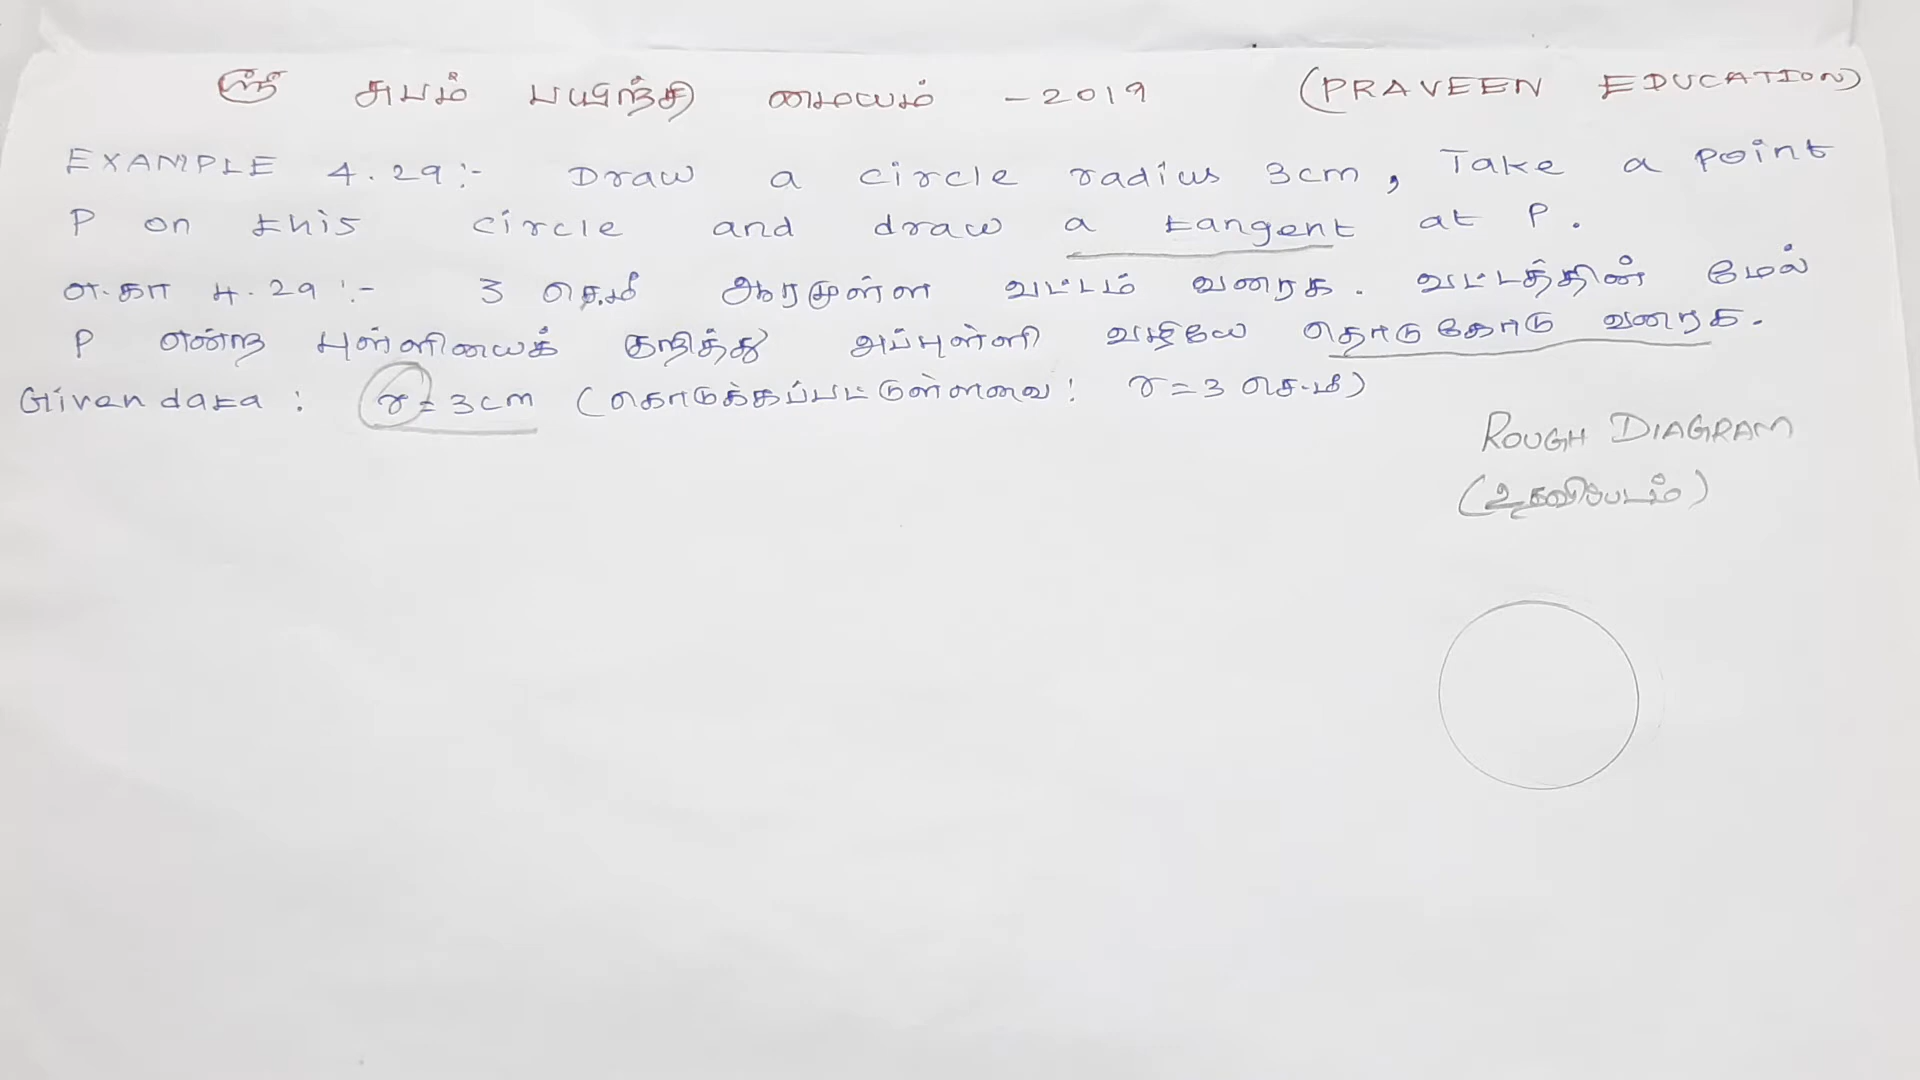 ஸ்ரீ சுபம் பயிற்சி மையம் - 2019 (PRAVEEN EDUCATION)
EXAMPLE 4.29:- Draw a circle radius 3cm, Take a point
P on this circle and draw a tangent at P.
எ.கா 4.29:- 3 செ.மீ ஆரமுள்ள வட்டம் வரைக. வட்டத்தின் மேல்
P என்ற புள்ளியைக் குறித்து அப்புள்ளி வழியே தொடுகோடு வரைக.
Given data : r = 3cm (கொடுக்கப்பட்டுள்ளவை: r = 3 செ.மீ)
ROUGH DIAGRAM
(உதவிப்படம்)